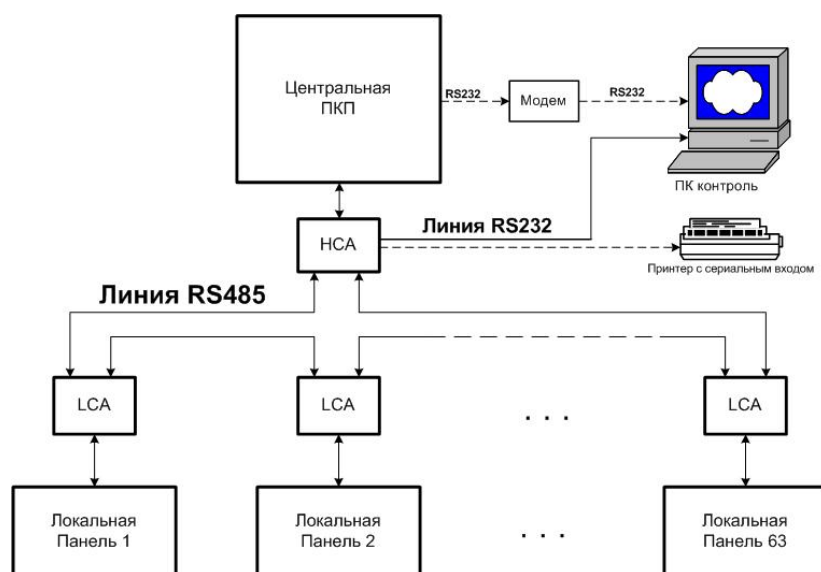 Центральная
ПКП
RS232
Модем
RS232
ПК контроль
HCA
Линия RS232
Принтер с сериальным входом
Линия RS485
LCA
LCA
. . .
LCA
Локальная
Панель 1
Локальная
Панель 2
. . .
Локальная
Панель 63